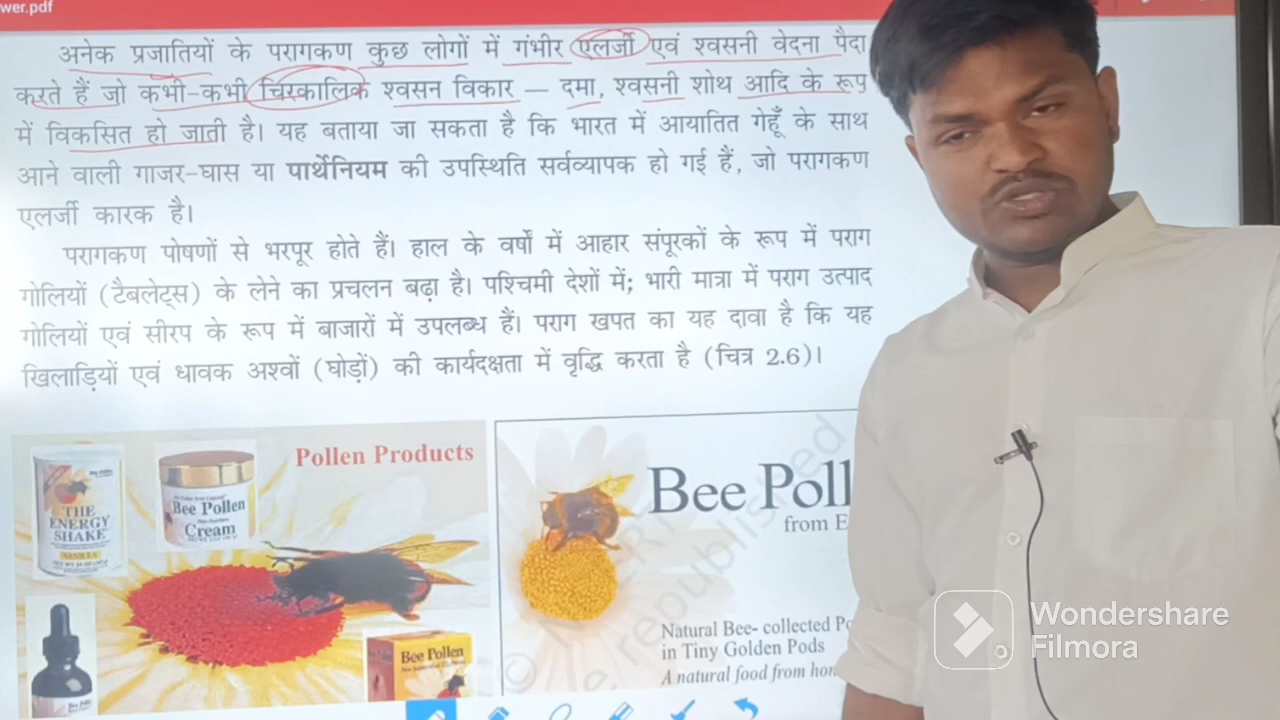 wer.pdf
अनेक प्रजातियों के परागकण कुछ लोगों में गंभीर एलर्जी एवं श्वसनी वेदना पैदा
करते हैं जो कभी-कभी चिरकालिक श्वसन विकार — दमा, श्वसनी शोथ आदि के रूप
में विकसित हो जाती है। यह बताया जा सकता है कि भारत में आयातित गेहूँ के साथ
आने वाली गाजर-घास या पार्थेनियम की उपस्थिति सर्वव्यापक हो गई हैं, जो परागकण
एलर्जी कारक है।
परागकण पोषणों से भरपूर होते हैं। हाल के वर्षों में आहार संपूरकों के रूप में पराग
गोलियों (टैबलेट्स) के लेने का प्रचलन बढ़ा है। पश्चिमी देशों में; भारी मात्रा में पराग उत्पाद
गोलियों एवं सीरप के रूप में बाजारों में उपलब्ध हैं। पराग खपत का यह दावा है कि यह
खिलाड़ियों एवं धावक अश्वों (घोड़ों) की कार्यदक्षता में वृद्धि करता है (चित्र 2.6)।
Pollen Products
THE
ENERGY
SHAKE
VANILLA
Bee Pollen
Cream
Bee Pollen
Bee Poll
from E
Natural Bee- collected Po
in Tiny Golden Pods
A natural food from hon
republished
Wondershare
Filmora